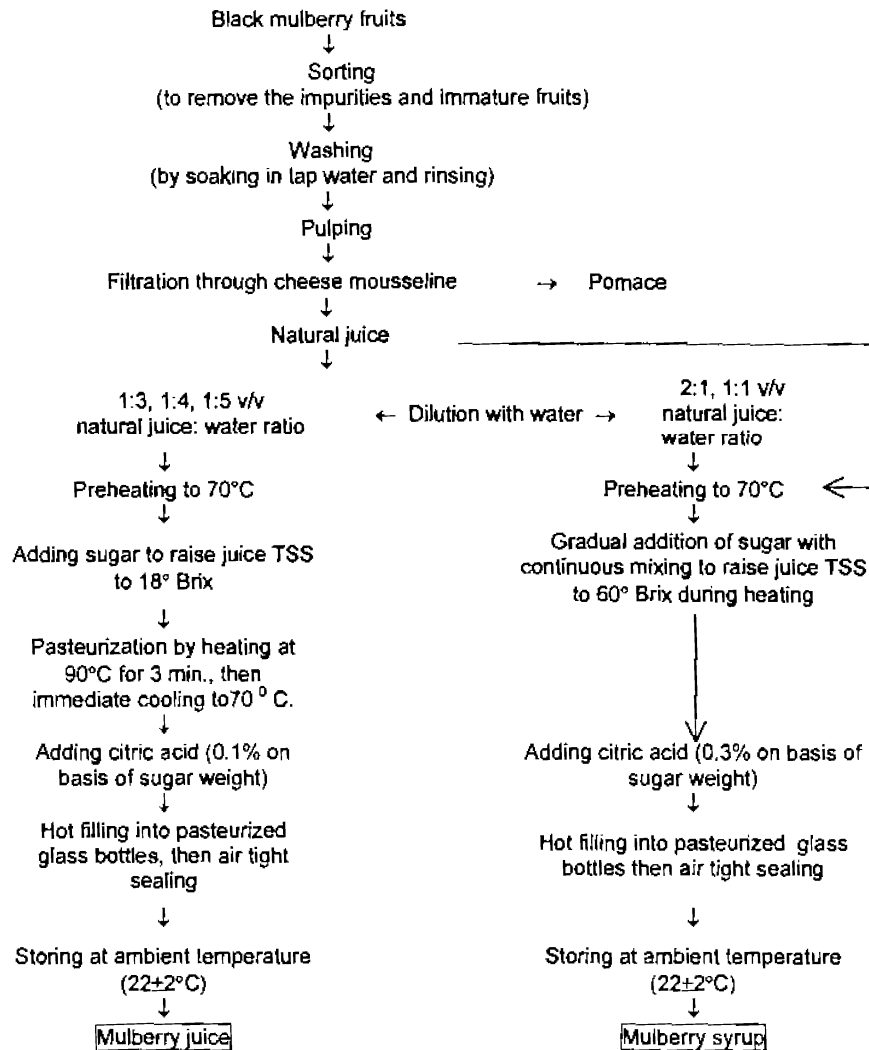 Black mulberry fruits
↓
Sorting
(to remove the impurities and immature fruits)
↓
Washing
(by soaking in lap water and rinsing)
↓
Pulping
↓
Filtration through cheese mousseline → Pomace
↓
Natural juice
↓
1:3, 1:4, 1:5 v/v
natural juice: water ratio
← Dilution with water →
2:1, 1:1 v/v
natural juice:
water ratio
↓
Preheating to 70°C
↓
Adding sugar to raise juice TSS
to 18° Brix
↓
Pasteurization by heating at
90°C for 3 min., then
immediate cooling to70 ⁰ C.
↓
Adding citric acid (0.1% on
basis of sugar weight)
↓
Hot filling into pasteurized
glass bottles, then air tight
sealing
↓
Storing at ambient temperature
(22±2°C)
↓
Mulberry juice
↓
Preheating to 70°C ←
↓
Gradual addition of sugar with
continuous mixing to raise juice TSS
to 60° Brix during heating
↓
Adding citric acid (0.3% on basis of
sugar weight)
↓
Hot filling into pasteurized glass
bottles then air tight sealing
↓
Storing at ambient temperature
(22±2°C)
↓
Mulberry syrup